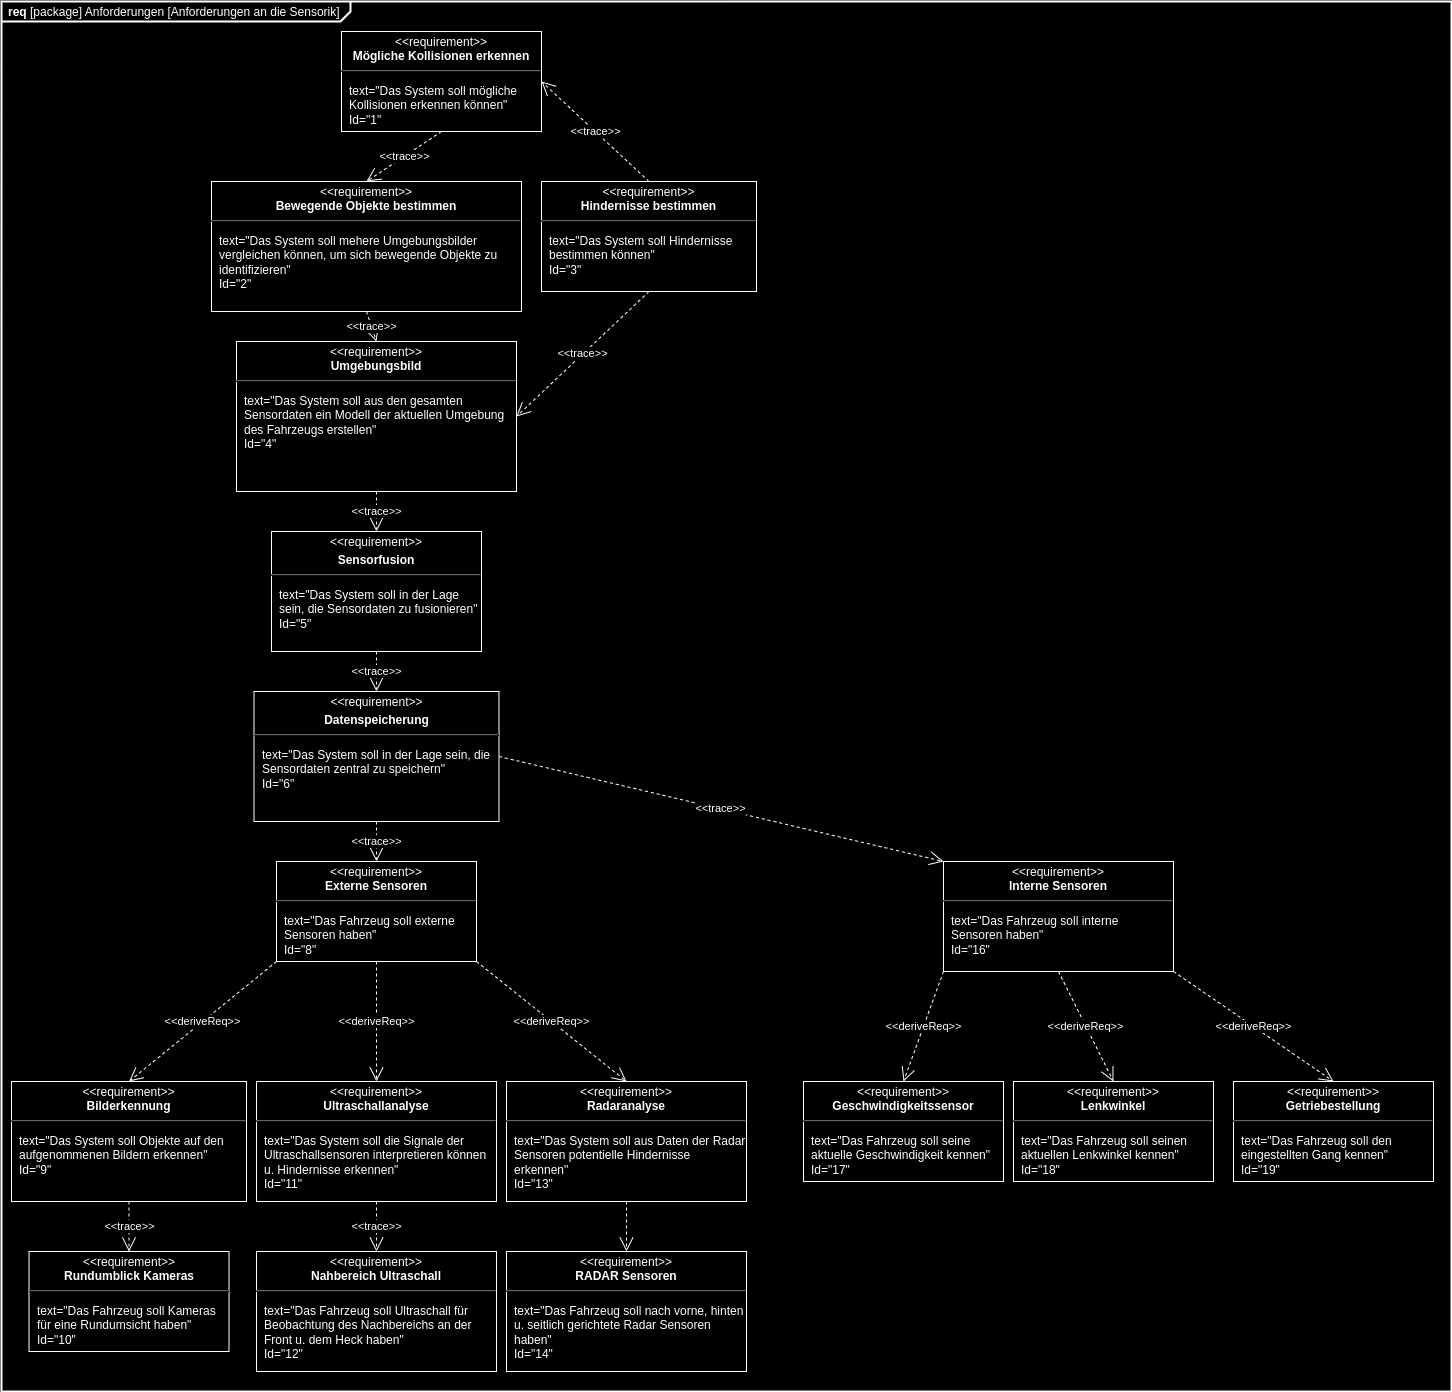 req [package] Anforderungen [Anforderungen an die Sensorik]
<<requirement>>
Mögliche Kollisionen erkennen
text="Das System soll mögliche
Kollisionen erkennen können"
Id="1"
<<trace>>
<<trace>>
<<requirement>>
Bewegende Objekte bestimmen
text="Das System soll mehere Umgebungsbilder
vergleichen können, um sich bewegende Objekte zu
identifizieren"
Id="2"
<<requirement>>
Hindernisse bestimmen
text="Das System soll Hindernisse
bestimmen können"
Id="3"
<<trace>>
<<trace>>
<<requirement>>
Umgebungsbild
text="Das System soll aus den gesamten
Sensordaten ein Modell der aktuellen Umgebung
des Fahrzeugs erstellen"
Id="4"
<<trace>>
<<requirement>>
Sensorfusion
text="Das System soll in der Lage
sein, die Sensordaten zu fusionieren"
Id="5"
<<trace>>
<<requirement>>
Datenspeicherung
text="Das System soll in der Lage sein, die
Sensordaten zentral zu speichern"
Id="6"
<<trace>>
<<trace>>
<<requirement>>
Externe Sensoren
text="Das Fahrzeug soll externe
Sensoren haben"
Id="8"
<<requirement>>
Interne Sensoren
text="Das Fahrzeug soll interne
Sensoren haben"
Id="16"
<<deriveReq>>
<<deriveReq>>
<<deriveReq>>
<<deriveReq>>
<<deriveReq>>
<<deriveReq>>
<<requirement>>
Bilderkennung
text="Das System soll Objekte auf den
aufgenommenen Bildern erkennen"
Id="9"
<<requirement>>
Ultraschallanalyse
text="Das System soll die Signale der
Ultraschallsensoren interpretieren können
u. Hindernisse erkennen"
Id="11"
<<requirement>>
Radaranalyse
text="Das System soll aus Daten der Radar
Sensoren potentielle Hindernisse
erkennen"
Id="13"
<<requirement>>
Geschwindigkeitssensor
text="Das Fahrzeug soll seine
aktuelle Geschwindigkeit kennen"
Id="17"
<<requirement>>
Lenkwinkel
text="Das Fahrzeug soll seinen
aktuellen Lenkwinkel kennen"
Id="18"
<<requirement>>
Getriebestellung
text="Das Fahrzeug soll den
eingestellten Gang kennen"
Id="19"
<<trace>>
<<trace>>
<<requirement>>
Rundumblick Kameras
text="Das Fahrzeug soll Kameras
für eine Rundumsicht haben"
Id="10"
<<requirement>>
Nahbereich Ultraschall
text="Das Fahrzeug soll Ultraschall für
Beobachtung des Nachbereichs an der
Front u. dem Heck haben"
Id="12"
<<requirement>>
RADAR Sensoren
text="Das Fahrzeug soll nach vorne, hinten
u. seitlich gerichtete Radar Sensoren
haben"
Id="14"